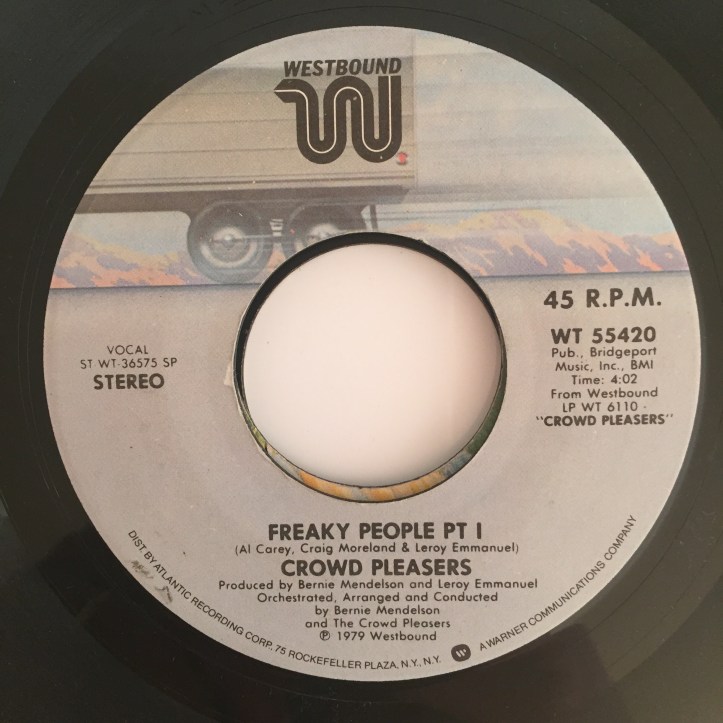 WESTBOUND
W
45 R.P.M.
WT 55420
Pub., Bridgeport
Music, Inc., BMI
Time: 4:02
From Westbound
LP WT 6110 -
"CROWD PLEASERS"
VOCAL
ST-WT-36575 SP
STEREO
FREAKY PEOPLE PT I
(Al Carey, Craig Moreland & Leroy Emmanuel)
CROWD PLEASERS
Produced by Bernie Mendelson and Leroy Emmanuel
Orchestrated, Arranged and Conducted
by Bernie Mendelson
and The Crowd Pleasers
℗ 1979 Westbound
DIST. BY ATLANTIC RECORDING CORP., 75 ROCKEFELLER PLAZA, N.Y., N.Y. W A WARNER COMMUNICATIONS COMPANY